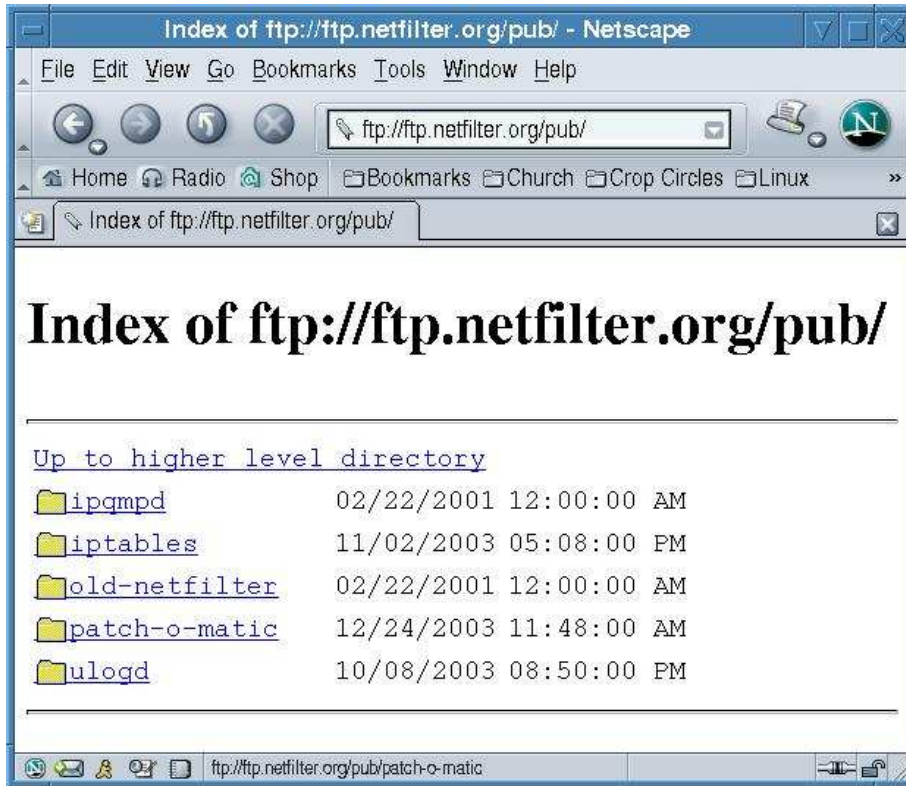 Index of ftp://ftp.netfilter.org/pub/ - Netscape
File Edit View Go Bookmarks Tools Window Help
ftp://ftp.netfilter.org/pub/
N
Home Radio Shop Bookmarks Church Crop Circles Linux »
Index of ftp://ftp.netfilter.org/pub/
Index of ftp://ftp.netfilter.org/pub/
Up to higher level directory
ipqmpd 02/22/2001 12:00:00 AM
iptables 11/02/2003 05:08:00 PM
old-netfilter 02/22/2001 12:00:00 AM
patch-o-matic 12/24/2003 11:48:00 AM
ulogd 10/08/2003 08:50:00 PM
ftp://ftp.netfilter.org/pub/patch-o-matic